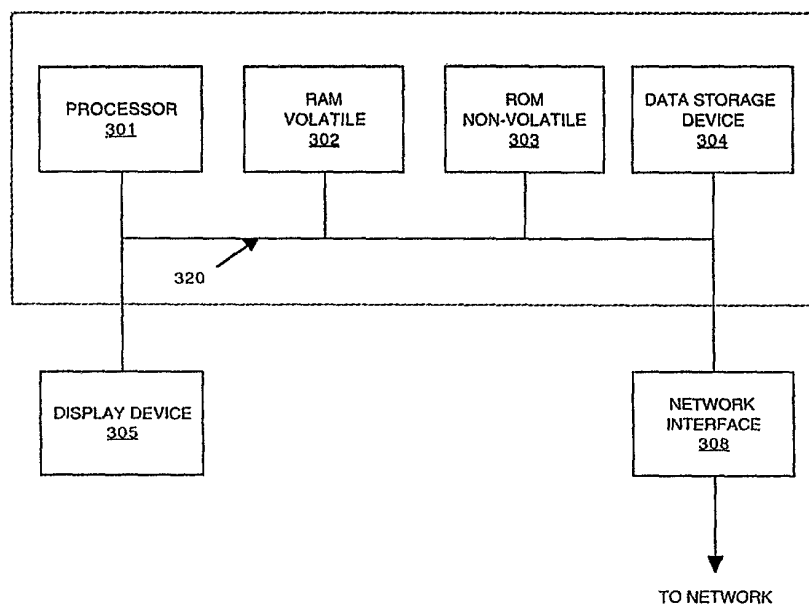 PROCESSOR
301
RAM
VOLATILE
302
ROM
NON-VOLATILE
303
DATA STORAGE
DEVICE
304
320
DISPLAY DEVICE
305
NETWORK
INTERFACE
308
TO NETWORK